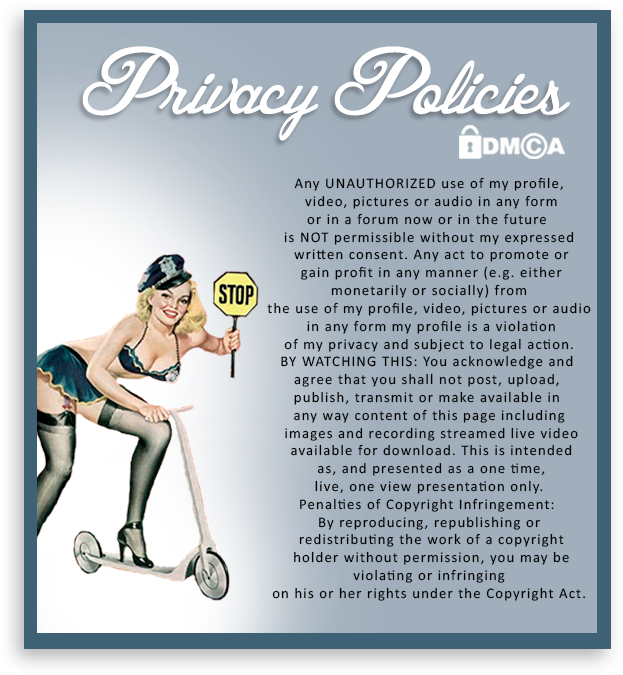 Privacy Policies
DMCA
Any UNAUTHORIZED use of my profile,
video, pictures or audio in any form
or in a forum now or in the future
is NOT permissible without my expressed
written consent. Any act to promote or
gain profit in any manner (e.g. either
monetarily or socially) from
STOP
the use of my profile, video, pictures or audio
in any form my profile is a violation
of my privacy and subject to legal action.
BY WATCHING THIS: You acknowledge and
agree that you shall not post, upload,
publish, transmit or make available in
any way content of this page including
images and recording streamed live video
available for download. This is intended
as, and presented as a one time,
live, one view presentation only.
Penalties of Copyright Infringement:
By reproducing, republishing or
redistributing the work of a copyright
holder without permission, you may be
violating or infringing
on his or her rights under the Copyright Act.